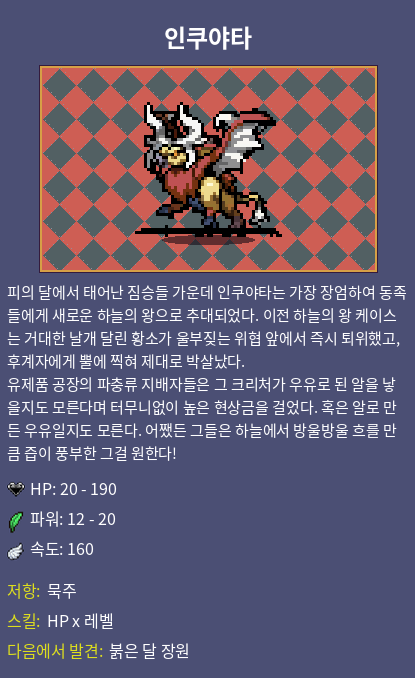 인쿠야타
피의 달에서 태어난 짐승들 가운데 인쿠야타는 가장 장엄하여 동족
들에게 새로운 하늘의 왕으로 추대되었다. 이전 하늘의 왕 케이스
는 거대한 날개 달린 황소가 울부짖는 위협 앞에서 즉시 퇴위했고,
후계자에게 뿔에 찍혀 제대로 박살났다.
유제품 공장의 파충류 지배자들은 그 크리처가 우유로 된 알을 낳
을지도 모른다며 터무니없이 높은 현상금을 걸었다. 혹은 알로 만
든 우유일지도 모른다. 어쨌든 그들은 하늘에서 방울방울 흐를 만
큼 즙이 풍부한 그걸 원한다!
HP: 20 - 190
파워: 12 - 20
속도: 160
저항: 묵주
스킬: HP x 레벨
다음에서 발견: 붉은 달 장원